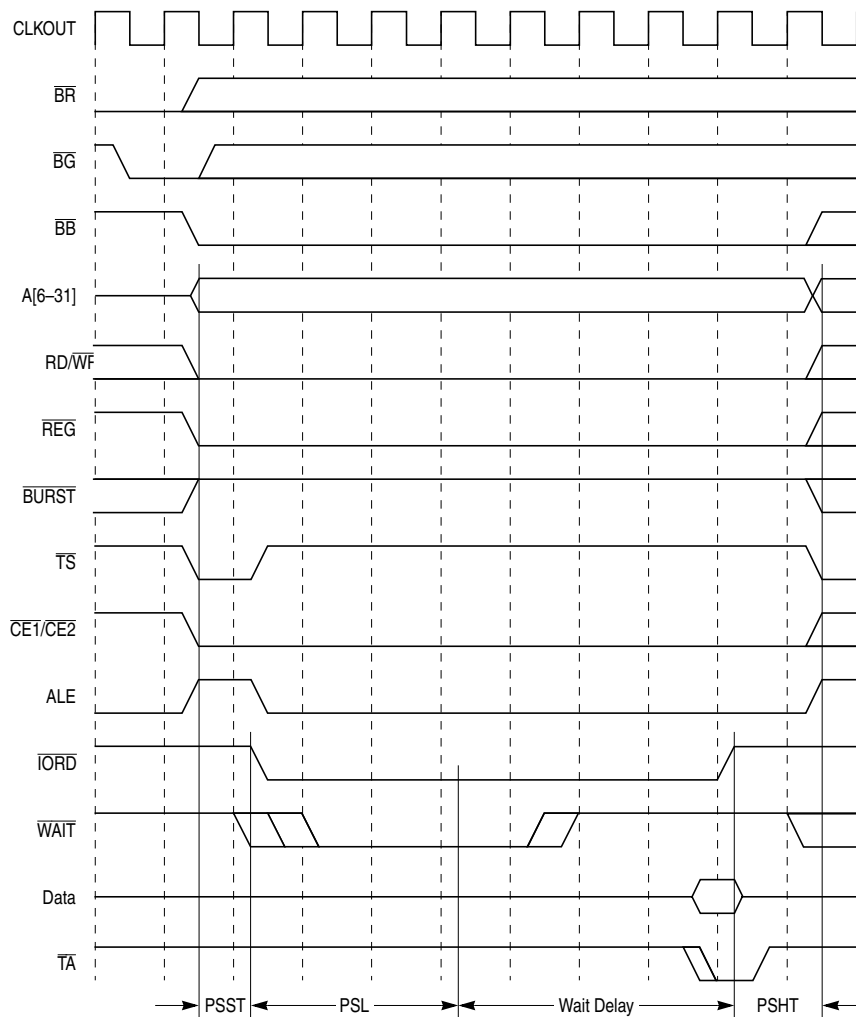 CLKOUT
BR
BG
BB
A[6–31]
RD/WF
REG
BURST
TS
CE1/CE2
ALE
IORD
WAIT
Data
TA
PSST
PSL
Wait Delay
PSHT